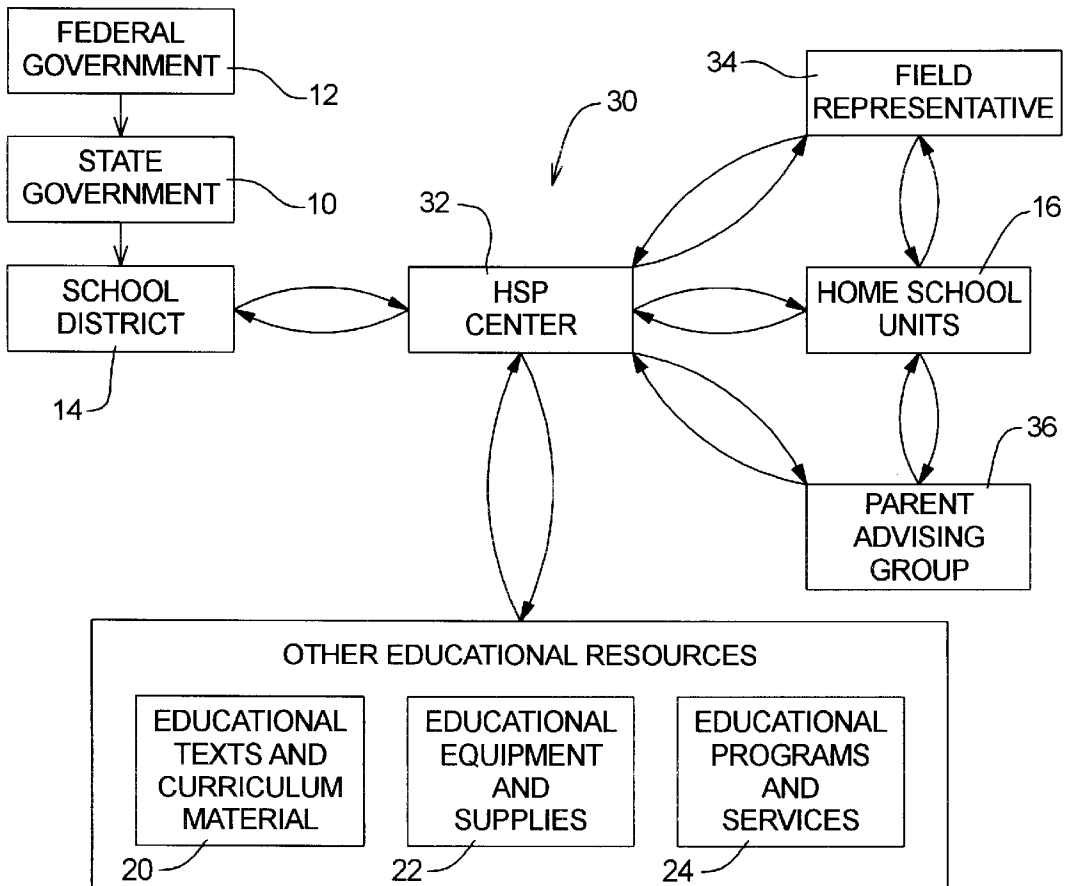 FEDERAL
GOVERNMENT
12
STATE
GOVERNMENT
10
SCHOOL
DISTRICT
14
30
32
HSP
CENTER
34
FIELD
REPRESENTATIVE
16
HOME SCHOOL
UNITS
36
PARENT
ADVISING
GROUP
OTHER EDUCATIONAL RESOURCES
EDUCATIONAL
TEXTS AND
CURRICULUM
MATERIAL
20
EDUCATIONAL
EQUIPMENT
AND
SUPPLIES
22
EDUCATIONAL
PROGRAMS
AND
SERVICES
24